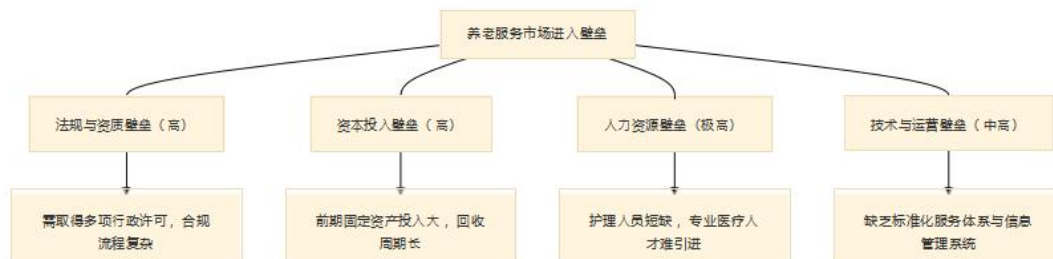 养老服务市场进入壁垒
法规与资质壁垒（高）
资本投入壁垒（高）
人力资源壁垒（极高）
技术与运营壁垒（中高）
需取得多项行政许可，合规
流程复杂
前期固定资产投入大，回收
周期长
护理人员短缺，专业医疗人
才难引进
缺乏标准化服务体系与信息
管理系统